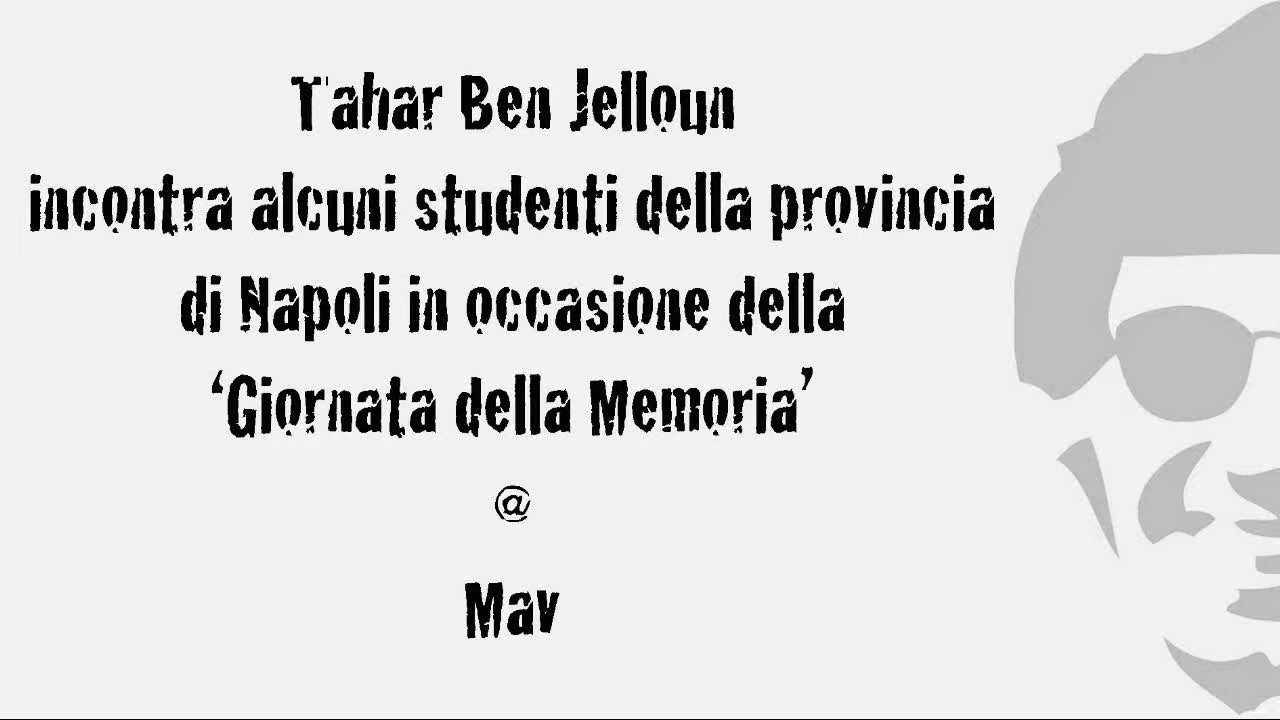 Tahar Ben Jelloun
incontra alcuni studenti della provincia
di Napoli in occasione della
‘Giornata della Memoria’
@
Mav